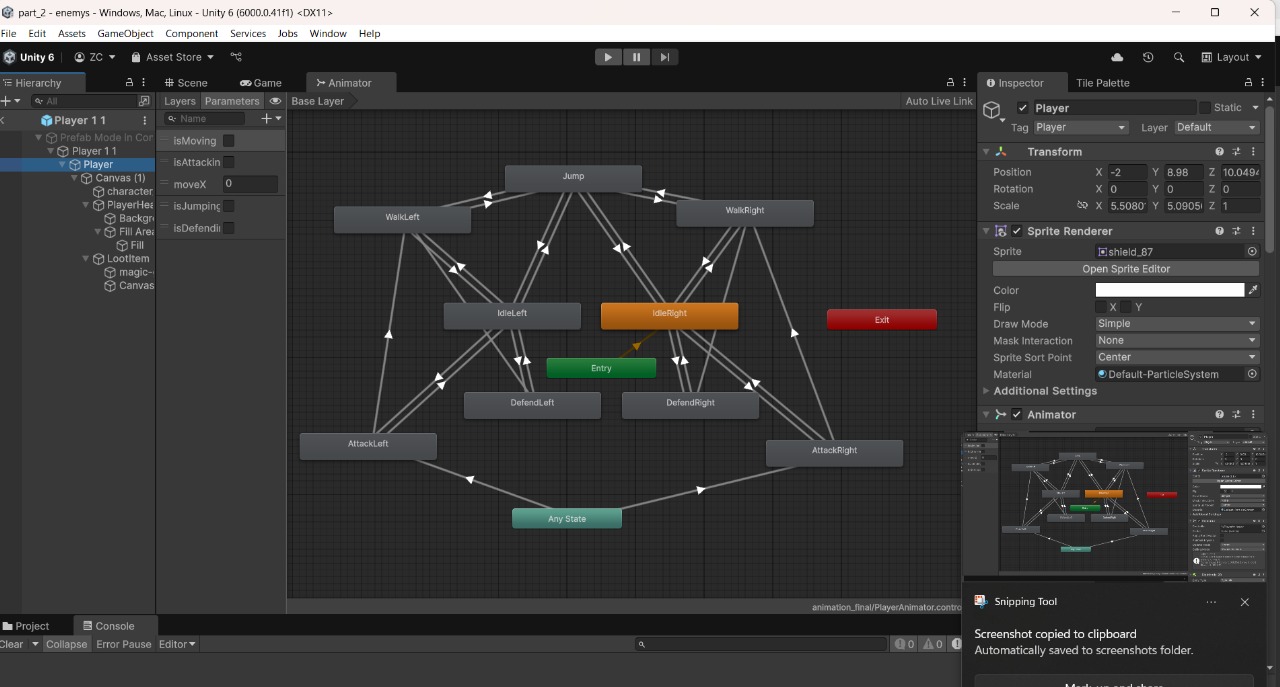 part_2 - enemys - Windows, Mac, Linux - Unity 6 (6000.0.41f1) <DX11>
File Edit Assets GameObject Component Services Jobs Window Help
Unity 6 ZC Asset Store Layout
Hierarchy Scene Game Animator Inspector Tile Palette
All Layers Parameters Base Layer Auto Live Link
Player 1 1 Name
Player Static
Tag Player Layer Default
Prefab Mode in Con
Player 1 1
Player
Canvas (1)
character
PlayerHea
Backgr
Fill Area
Fill
LootItem
magic-
Canvas
isMoving
isAttackin
moveX 0
isJumping
isDefendi
Jump
WalkLeft
WalkRight
IdleLeft
IdleRight
Exit
Entry
DefendLeft
DefendRight
AttackLeft
AttackRight
Any State
animation_final/PlayerAnimator.contro
Transform
Position X -2 Y 8.98 Z 10.049
Rotation X 0 Y 0 Z 0
Scale X 5.5080 Y 5.0905 Z 1
Sprite Renderer
Sprite shield_87
Open Sprite Editor
Color
Flip X Y
Draw Mode Simple
Mask Interaction None
Sprite Sort Point Center
Material Default-ParticleSystem
Additional Settings
Animator
Project Console
Clear Collapse Error Pause Editor 0 0
Snipping Tool
Screenshot copied to clipboard
Automatically saved to screenshots folder.